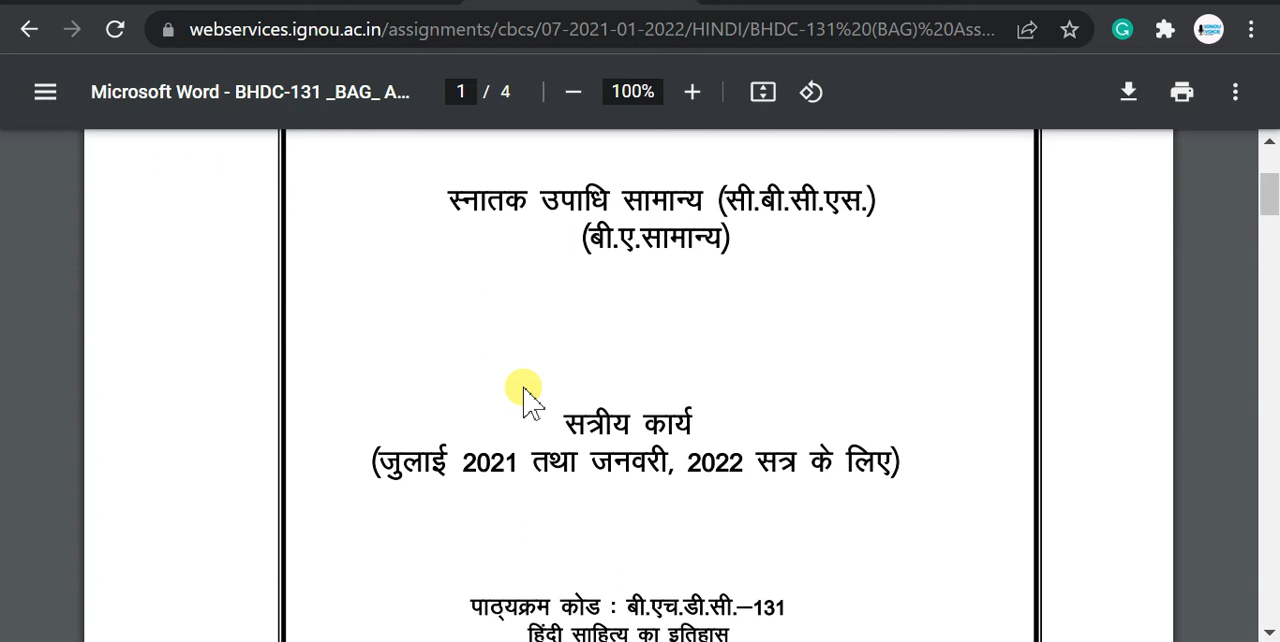 webservices.ignou.ac.in/assignments/cbcs/07-2021-01-2022/HINDI/BHDC-131%20(BAG)%20Ass...
Microsoft Word - BHDC-131 _BAG_ A... 1 / 4 100%
स्नातक उपाधि सामान्य (सी.बी.सी.एस.)
(बी.ए.सामान्य)
सत्रीय कार्य
(जुलाई 2021 तथा जनवरी, 2022 सत्र के लिए)
पाठ्यक्रम कोड : बी.एच.डी.सी.–131
हिंदी साहित्य का इतिहास